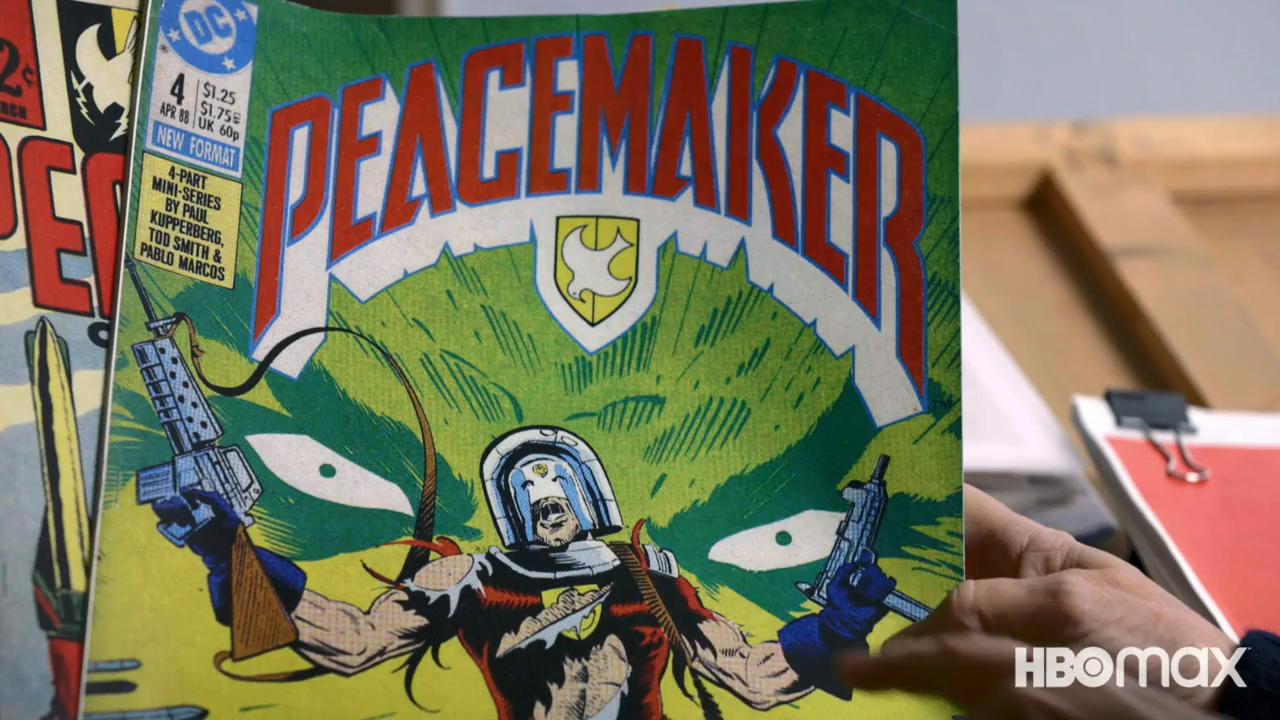 DC
4
APR 88
$1.25
$1.75
UK 60p
NEW FORMAT
4-PART
MINI-SERIES
BY PAUL
KUPPERBERG,
TOD SMITH &
PABLO MARCOS
PEACEMAKER
HBOMAX